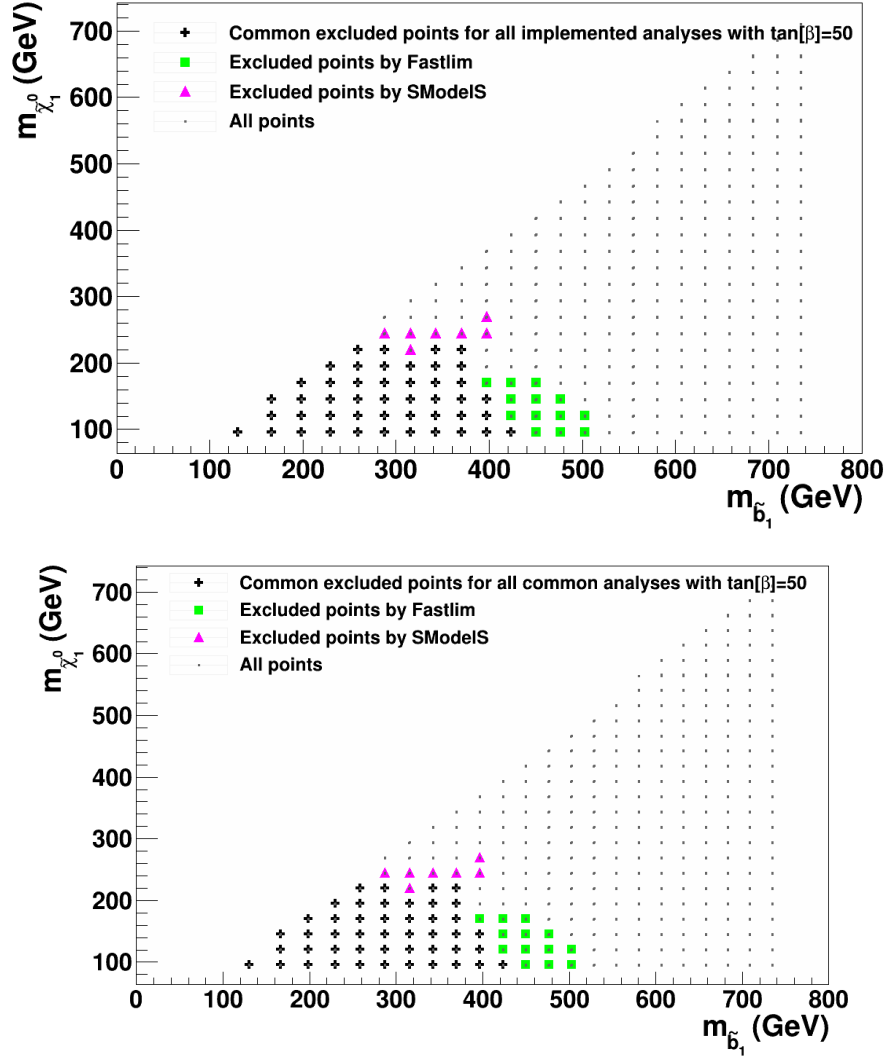 m_{χ̃₁⁰} (GeV)
700
600
500
400
300
200
100
Common excluded points for all implemented analyses with tan[β]=50
Excluded points by Fastlim
Excluded points by SModelS
All points
0 100 200 300 400 500 600 700 800
m_{b̃₁} (GeV)
m_{χ̃₁⁰} (GeV)
700
600
500
400
300
200
100
Common excluded points for all common analyses with tan[β]=50
Excluded points by Fastlim
Excluded points by SModelS
All points
0 100 200 300 400 500 600 700 800
m_{b̃₁} (GeV)